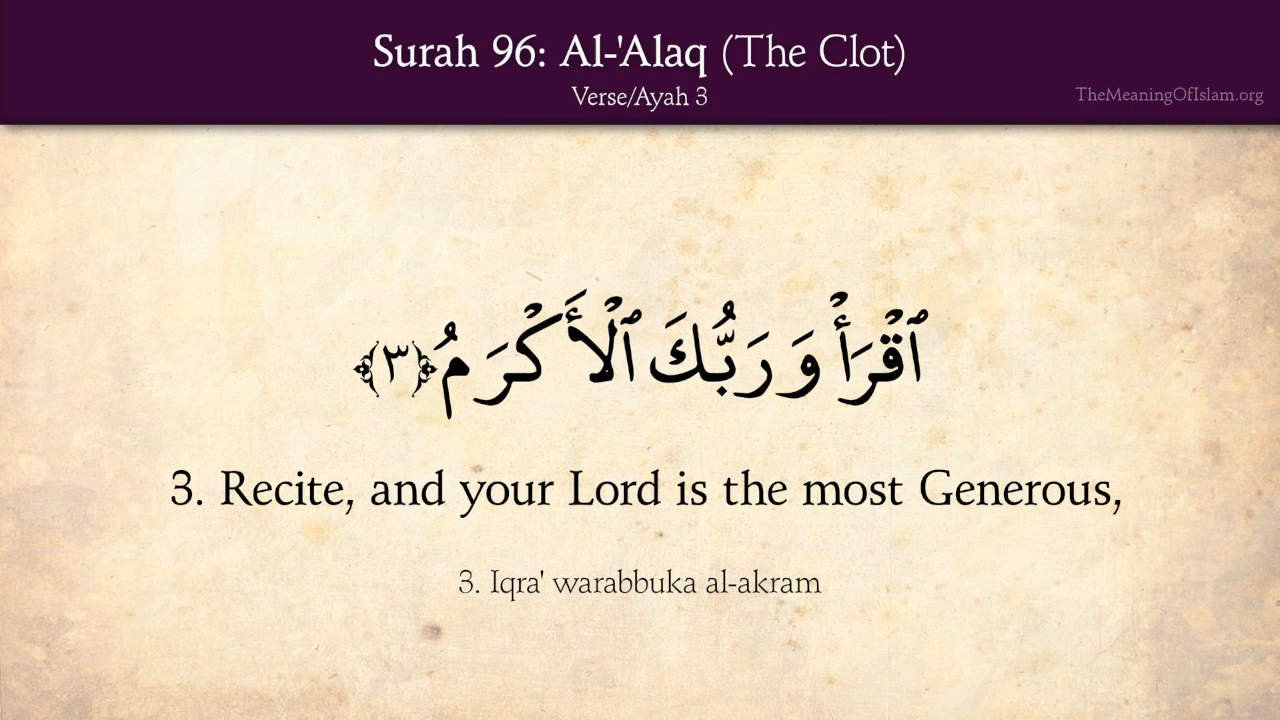 Surah 96: Al-'Alaq (The Clot)
Verse/Ayah 3
TheMeaningOfIslam.org
ٱقْرَأْ وَرَبُّكَ ٱلْأَكْرَمُ ﴿٣﴾
3. Recite, and your Lord is the most Generous,
3. Iqra' warabbuka al-akram